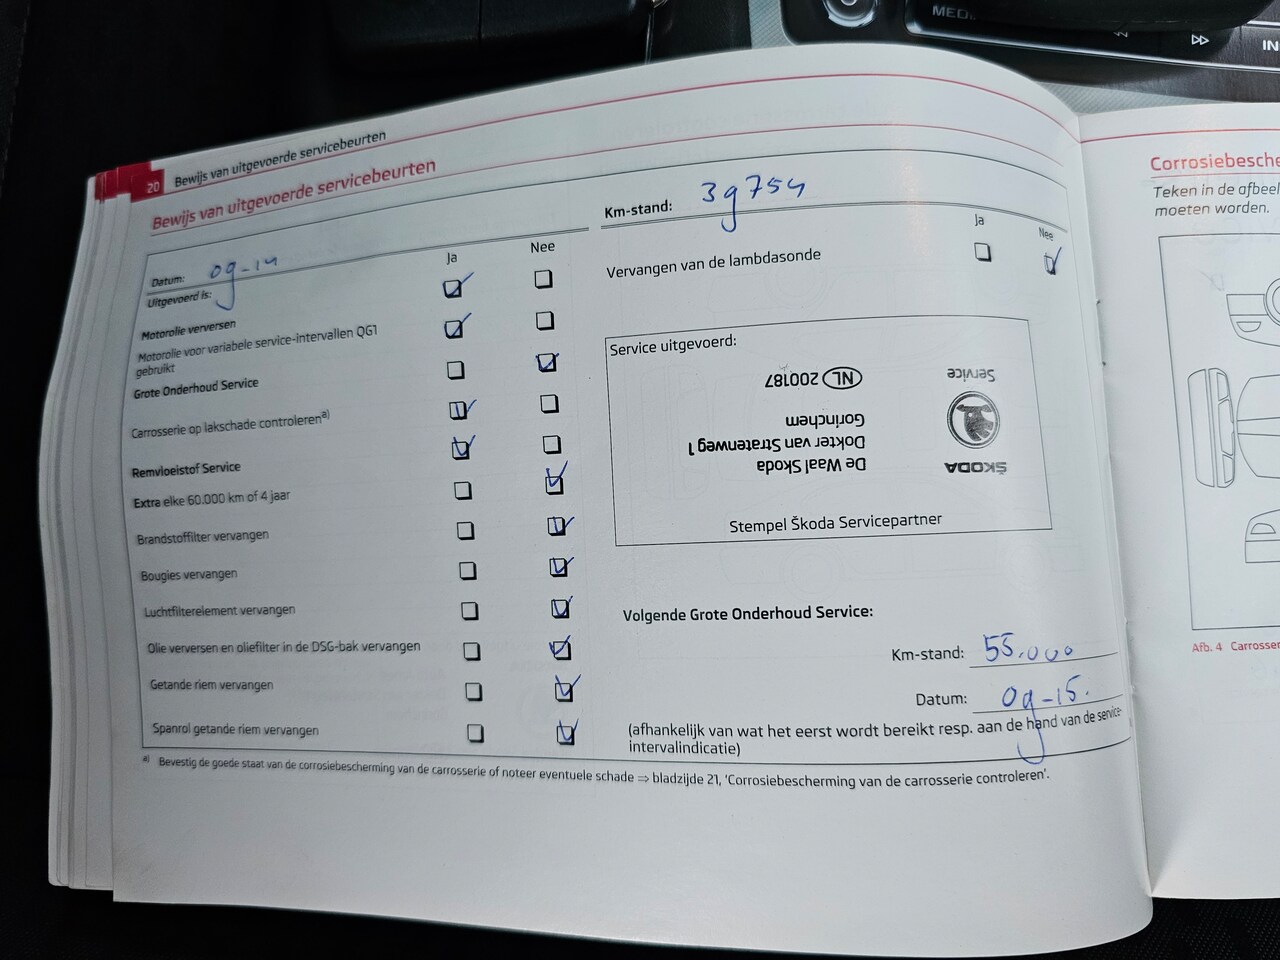 MEDI
IN
20 Bewijs van uitgevoerde servicebeurten
Bewijs van uitgevoerde servicebeurten
Datum: 09-14
Ja Nee
Uitgevoerd is:
Motorolie verversen
Motorolie voor variabele service-intervallen QG1
gebruikt
Grote Onderhoud Service
Carrosserie op lakschade controleren a)
Remvloeistof Service
Extra elke 60.000 km of 4 jaar
Brandstoffilter vervangen
Bougies vervangen
Luchtfilterelement vervangen
Olie verversen en oliefilter in de DSG-bak vervangen
Getande riem vervangen
Spanrol getande riem vervangen
Km-stand: 39754
Ja Nee
Vervangen van de lambdasonde
Service uitgevoerd:
ŠKODA
Service
De Waal Skoda
Dokter van Stratenweg 1
Gorinchem
NL 200187
Stempel Škoda Servicepartner
Volgende Grote Onderhoud Service:
Km-stand: 55.000
Datum: 09-15.
(afhankelijk van wat het eerst wordt bereikt resp. aan de hand van de service-
intervalindicatie)
a) Bevestig de goede staat van de corrosiebescherming van de carrosserie of noteer eventuele schade ⇒ bladzijde 21, 'Corrosiebescherming van de carrosserie controleren'.
Corrosiebesche
Teken in de afbeel
moeten worden.
Afb. 4 Carrosser